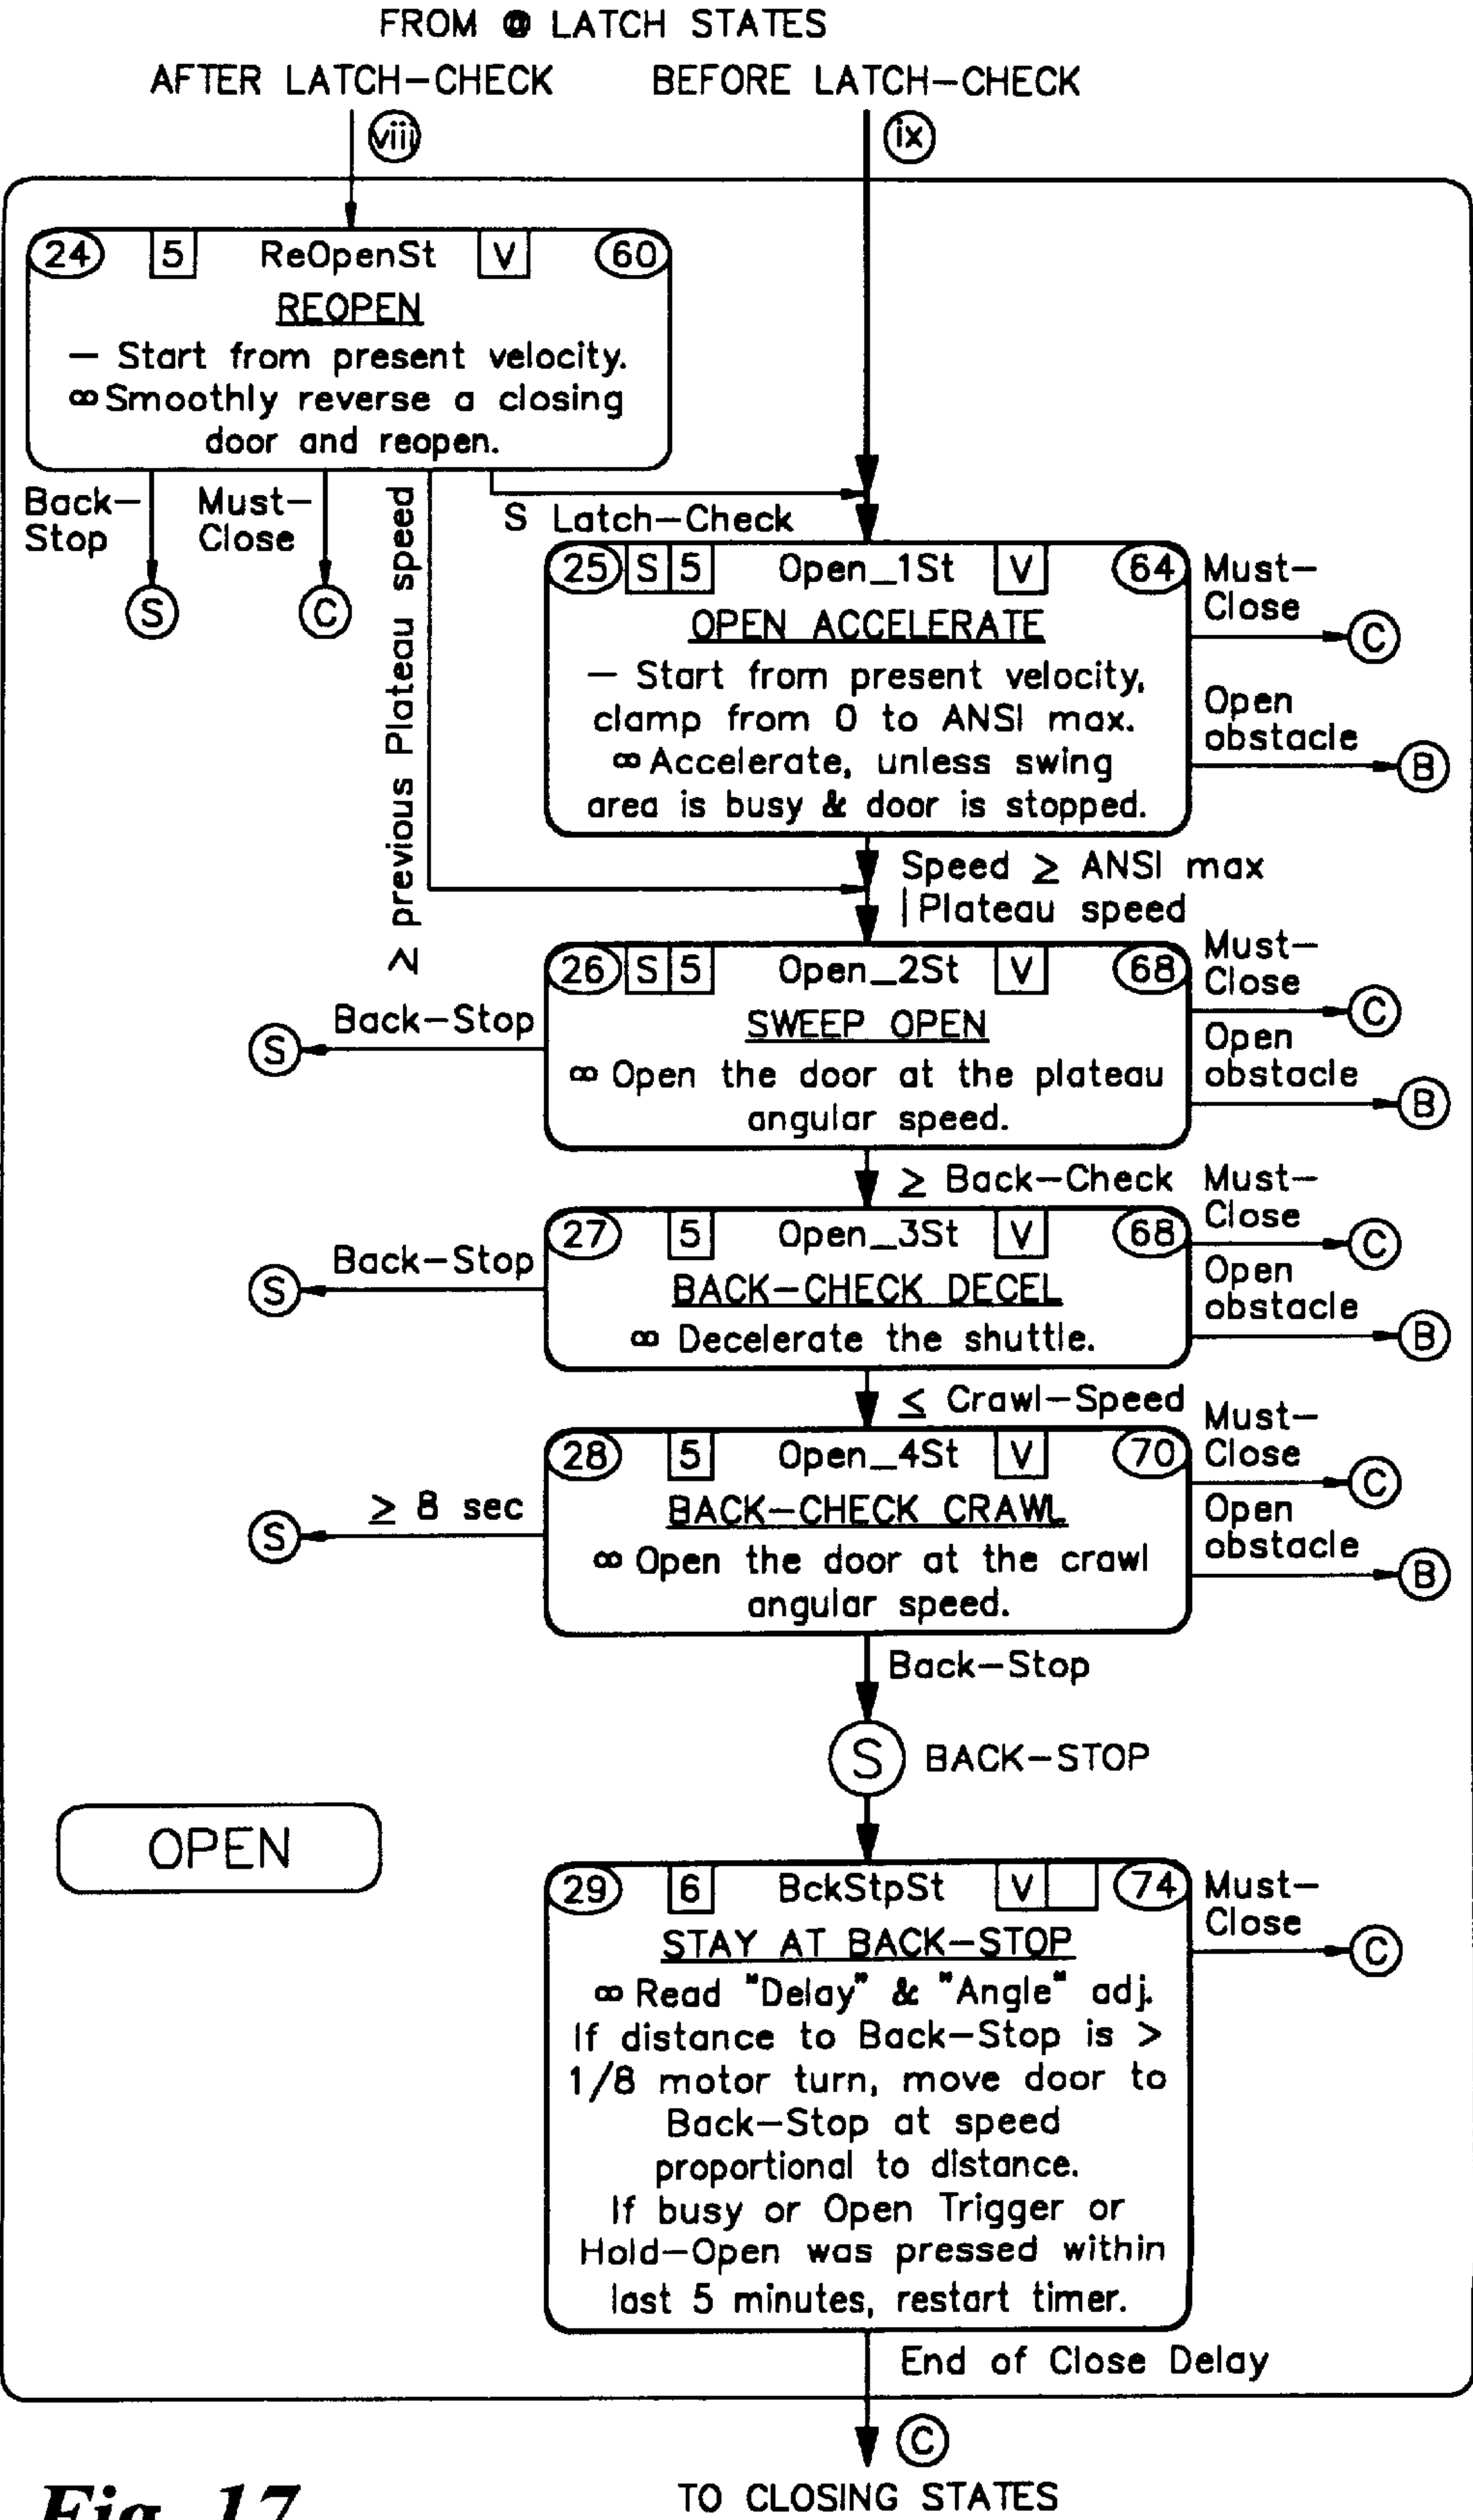 FROM @ LATCH STATES
AFTER LATCH-CHECK
BEFORE LATCH-CHECK
viii
ix
24 5 ReOpenSt V 60
REOPEN
— Start from present velocity.
∞ Smoothly reverse a closing
door and reopen.
Back-
Stop
Must-
Close
≥ previous Plateau speed
S Latch-Check
S
C
25 S 5 Open_1St V 64
OPEN ACCELERATE
— Start from present velocity,
clamp from 0 to ANSI max.
∞ Accelerate, unless swing
area is busy & door is stopped.
Must-
Close
C
Open
obstacle
B
Speed ≥ ANSI max
|Plateau speed
26 S 5 Open_2St V 68
SWEEP OPEN
∞ Open the door at the plateau
angular speed.
Back-Stop
S
Must-
Close
C
Open
obstacle
B
≥ Back-Check
27 5 Open_3St V 68
BACK-CHECK DECEL
∞ Decelerate the shuttle.
Back-Stop
S
Must-
Close
C
Open
obstacle
B
≤ Crawl-Speed
28 5 Open_4St V 70
BACK-CHECK CRAWL
∞ Open the door at the crawl
angular speed.
≥ 8 sec
S
Must-
Close
C
Open
obstacle
B
Back-Stop
S BACK-STOP
OPEN
29 6 BckStpSt V 74
STAY AT BACK-STOP
∞ Read "Delay" & "Angle" adj.
If distance to Back-Stop is >
1/8 motor turn, move door to
Back-Stop at speed
proportional to distance.
If busy or Open Trigger or
Hold-Open was pressed within
last 5 minutes, restart timer.
Must-
Close
C
End of Close Delay
C
TO CLOSING STATES
Fig. 17